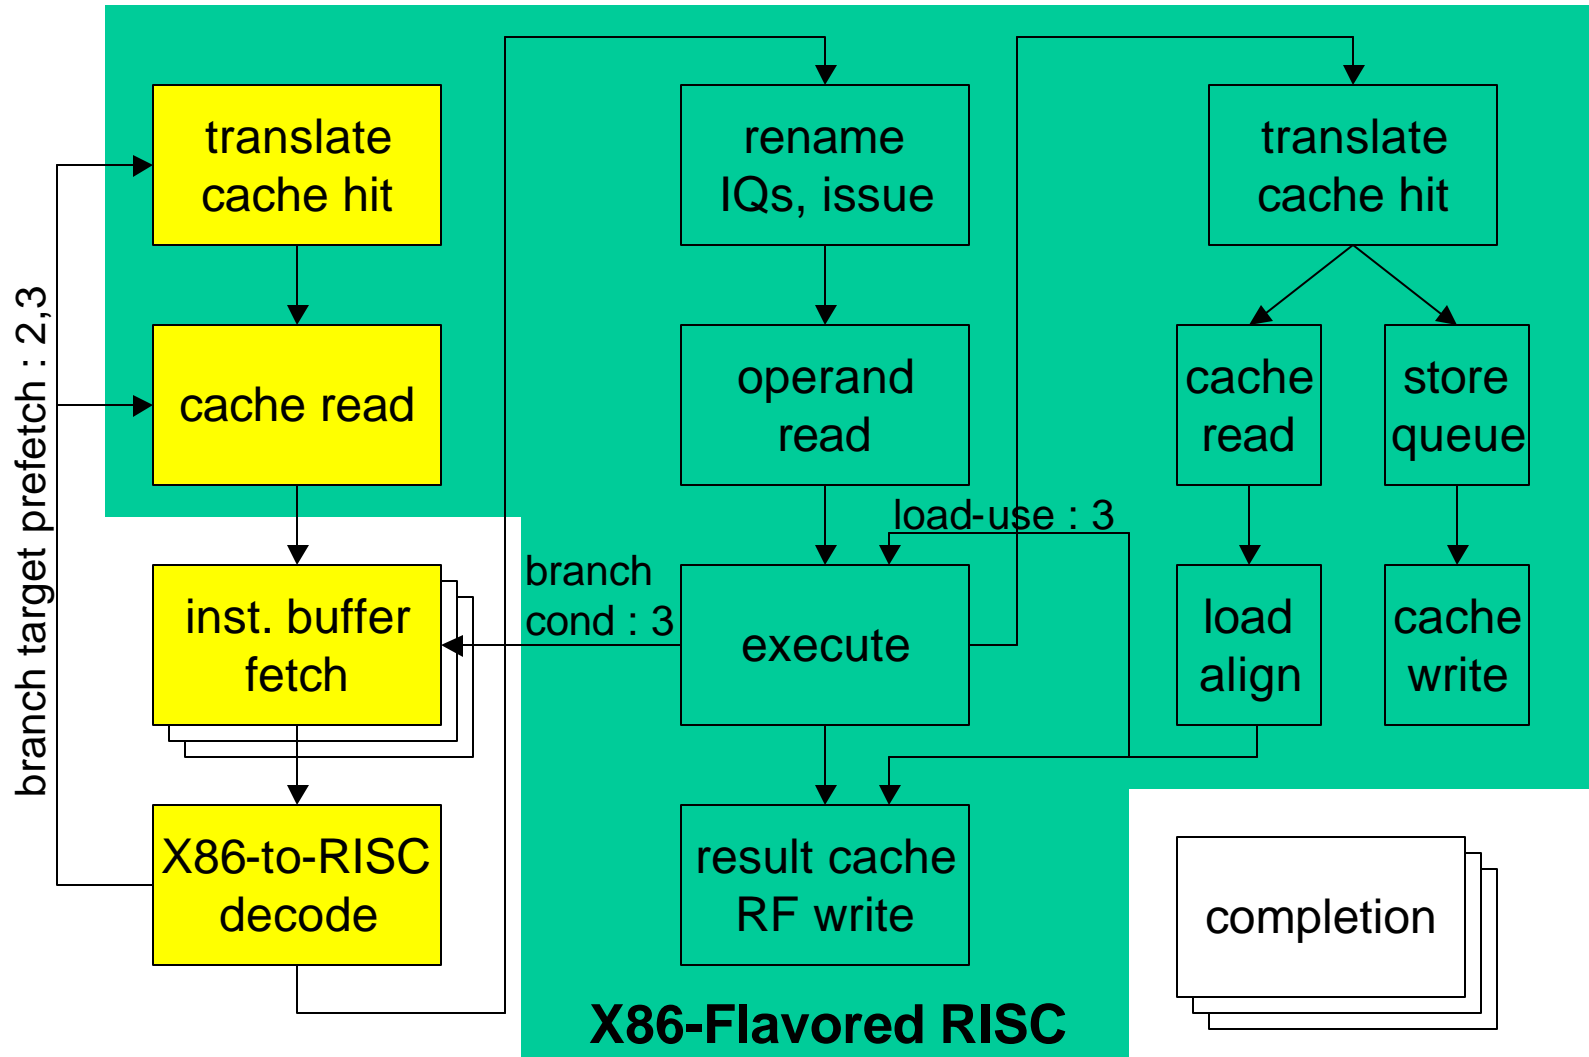 branch target prefetch : 2,3
translate
cache hit
cache read
inst. buffer
fetch
X86-to-RISC
decode
rename
IQs, issue
operand
read
load-use : 3
branch
cond : 3
execute
result cache
RF write
translate
cache hit
cache
read
store
queue
load
align
cache
write
completion
X86-Flavored RISC